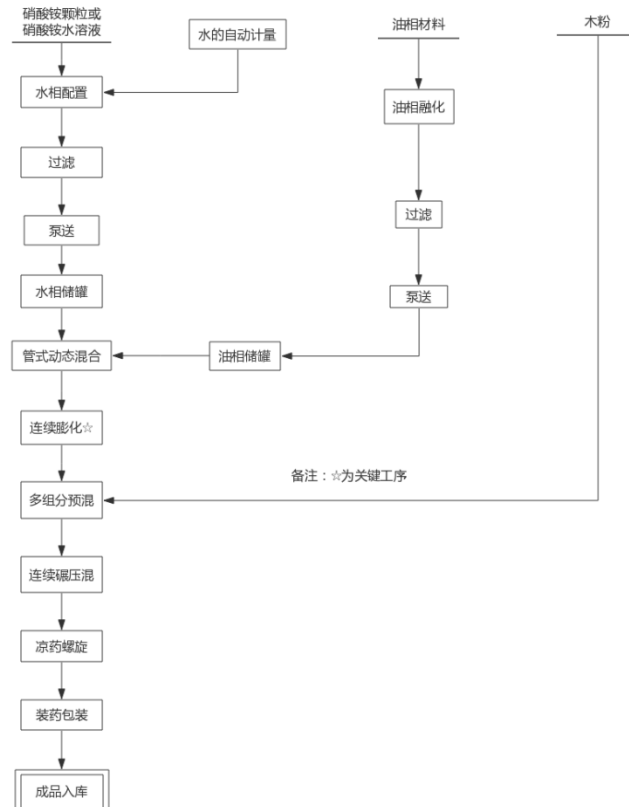 硝酸铵颗粒或
硝酸铵水溶液
水的自动计量
油相材料
木粉
水相配置
油相融化
过滤
过滤
泵送
泵送
水相储罐
管式动态混合
油相储罐
连续膨化☆
备注：☆为关键工序
多组分预混
连续碾压混
凉药螺旋
装药包装
成品入库